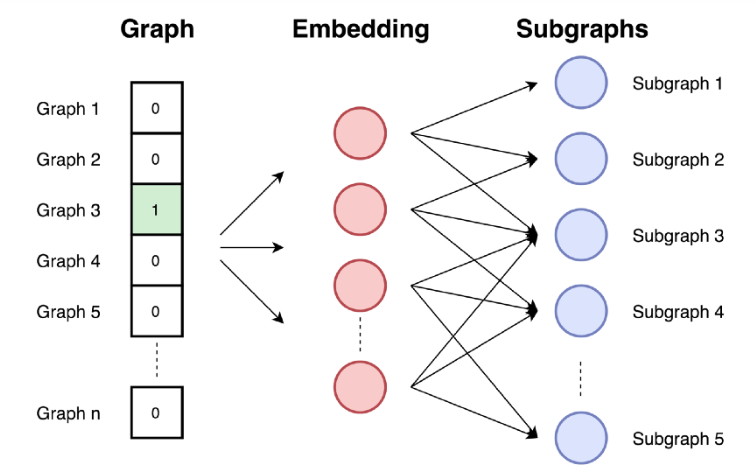 Graph
Embedding
Subgraphs
Graph 1
0
Subgraph 1
Graph 2
0
Subgraph 2
Graph 3
1
Subgraph 3
Graph 4
0
Graph 5
0
Subgraph 4
Graph n
0
Subgraph 5